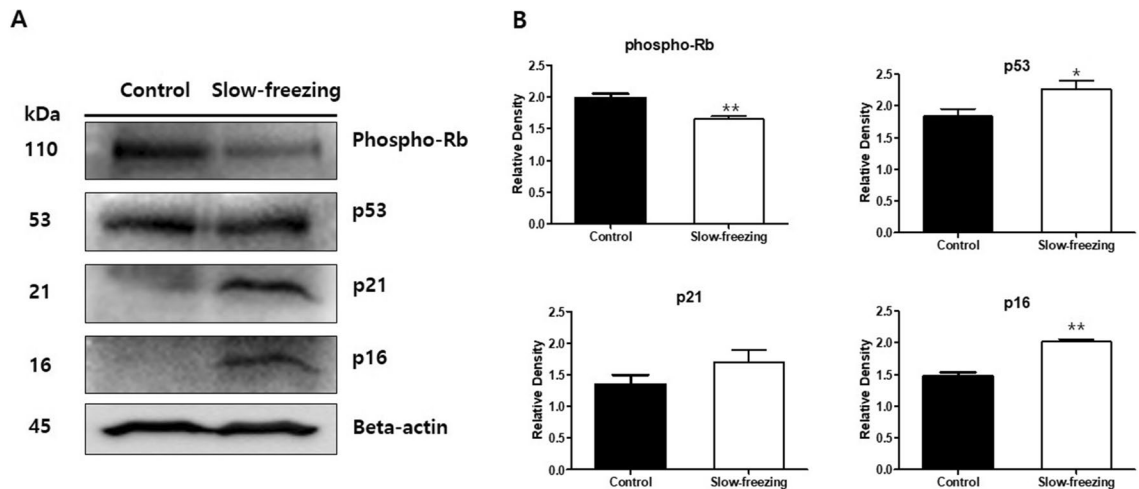 A
Control Slow-freezing
kDa
110 Phospho-Rb
53 p53
21 p21
16 p16
45 Beta-actin
B
phospho-Rb
Relative Density
2.5
2.0
1.5
1.0
0.5
0.0
**
Control Slow-freezing
p53
Relative Density
2.5
2.0
1.5
1.0
0.5
0.0
*
Control Slow-freezing
p21
Relative Density
2.5
2.0
1.5
1.0
0.5
0.0
Control Slow-freezing
p16
Relative Density
2.5
2.0
1.5
1.0
0.5
0.0
**
Control Slow-freezing